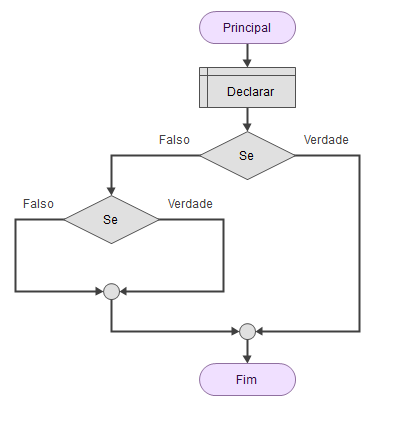 Principal
Declarar
Falso
Verdade
Se
Falso
Verdade
Se
Fim